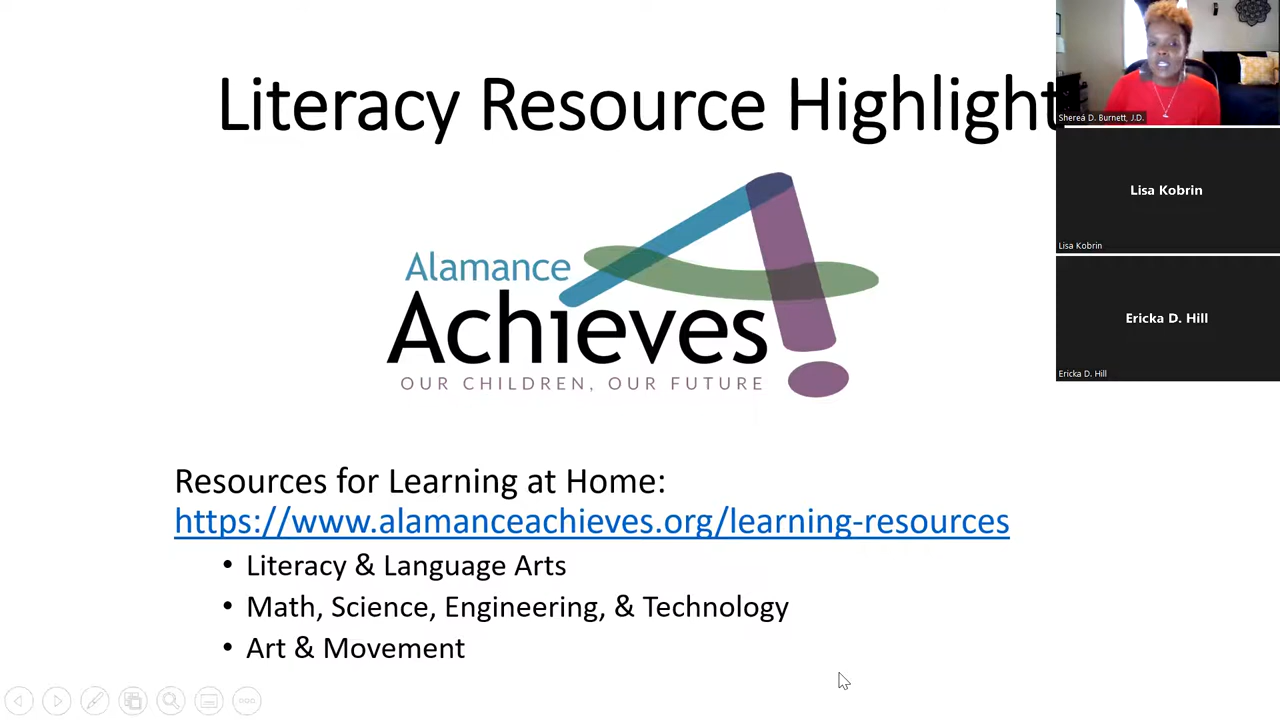 Literacy Resource Highlight
Alamance
Achieves
OUR CHILDREN, OUR FUTURE
Resources for Learning at Home:
https://www.alamanceachieves.org/learning-resources
• Literacy & Language Arts
• Math, Science, Engineering, & Technology
• Art & Movement
Shereá D. Burnett, J.D.
Lisa Kobrin
Lisa Kobrin
Ericka D. Hill
Ericka D. Hill